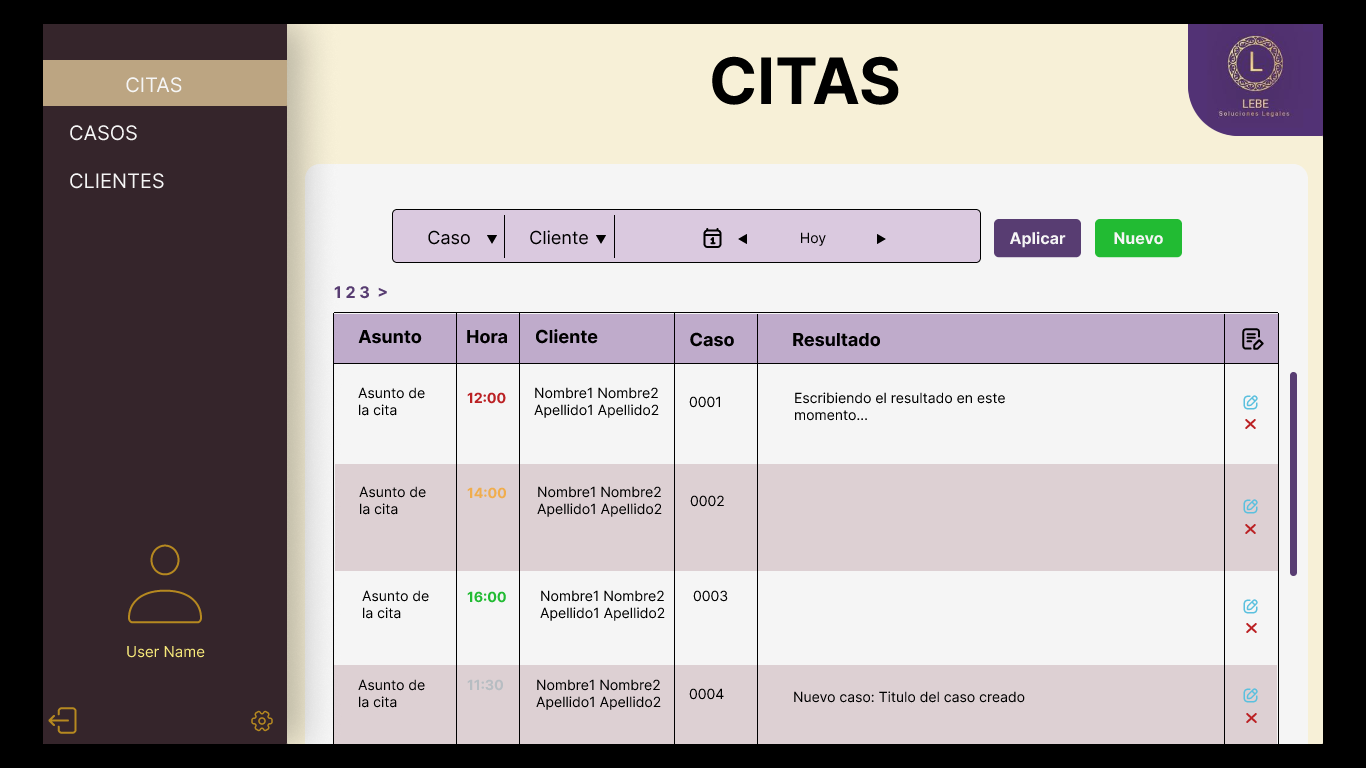 CITAS
CASOS
CLIENTES
User Name
CITAS
L
LEBE
Soluciones Legales
Caso Cliente 1 Hoy Aplicar Nuevo
1 2 3 >
Asunto Hora Cliente Caso Resultado
Asunto de
la cita
12:00
Nombre1 Nombre2
Apellido1 Apellido2
0001
Escribiendo el resultado en este
momento...
Asunto de
la cita
14:00
Nombre1 Nombre2
Apellido1 Apellido2
0002
Asunto de
la cita
16:00
Nombre1 Nombre2
Apellido1 Apellido2
0003
Asunto de
la cita
11:30
Nombre1 Nombre2
Apellido1 Apellido2
0004
Nuevo caso: Titulo del caso creado